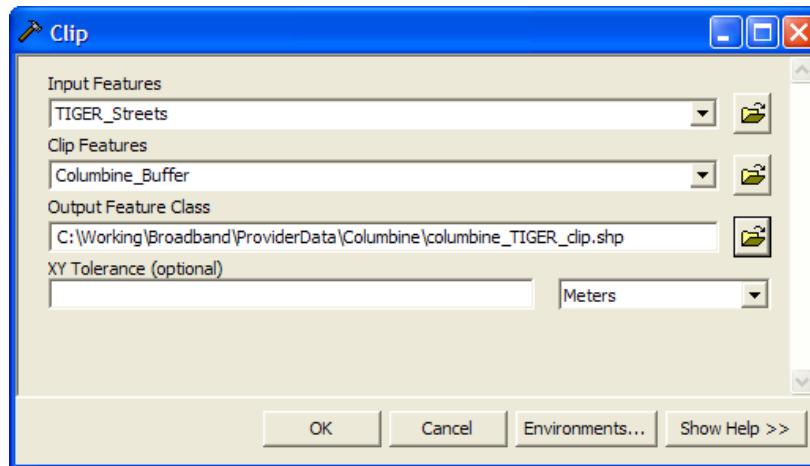 Clip
Input Features
TIGER_Streets
Clip Features
Columbine_Buffer
Output Feature Class
C:\Working\Broadband\ProviderData\Columbine\columbine_TIGER_clip.shp
XY Tolerance (optional)
Meters
OK Cancel Environments... Show Help >>